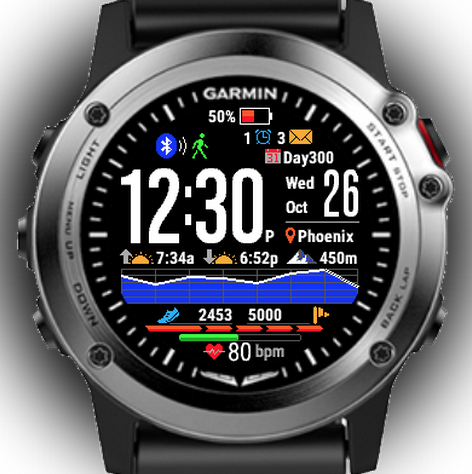 GARMIN
50%
1 3
31 Day300
LIGHT
START STOP
12:30 P
Wed 26
Oct
Phoenix
MENU UP
7:34a 6:52p 450m
DOWN
BACK LAP
2453 5000
80 bpm